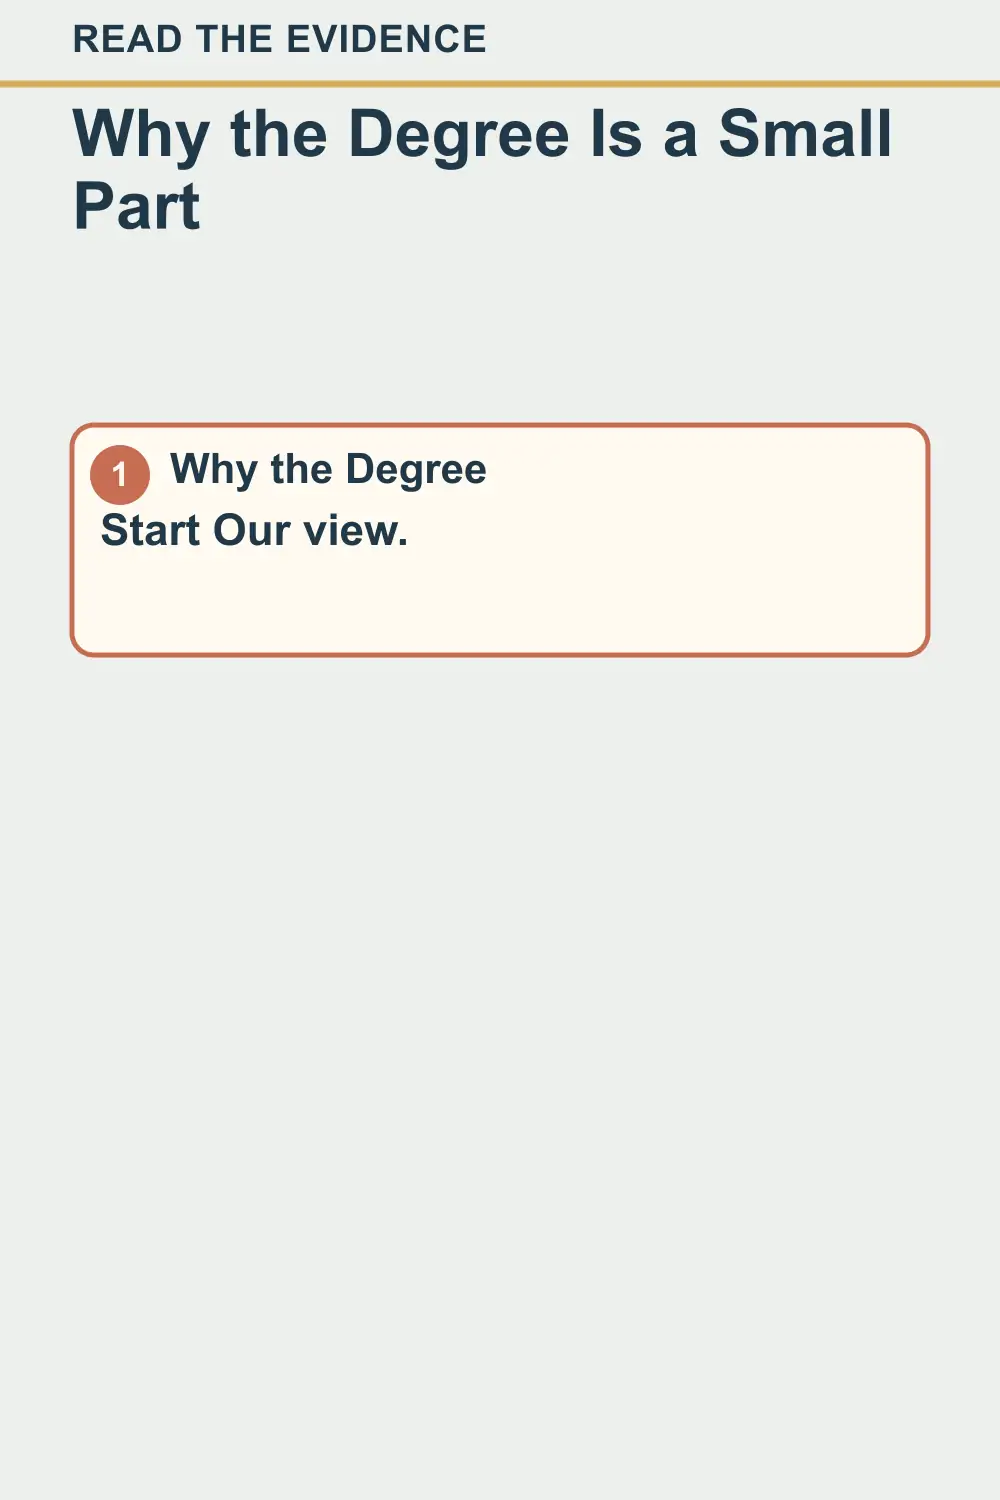 READ THE EVIDENCE
Why the Degree Is a Small
Part
1 Why the Degree
Start Our view.